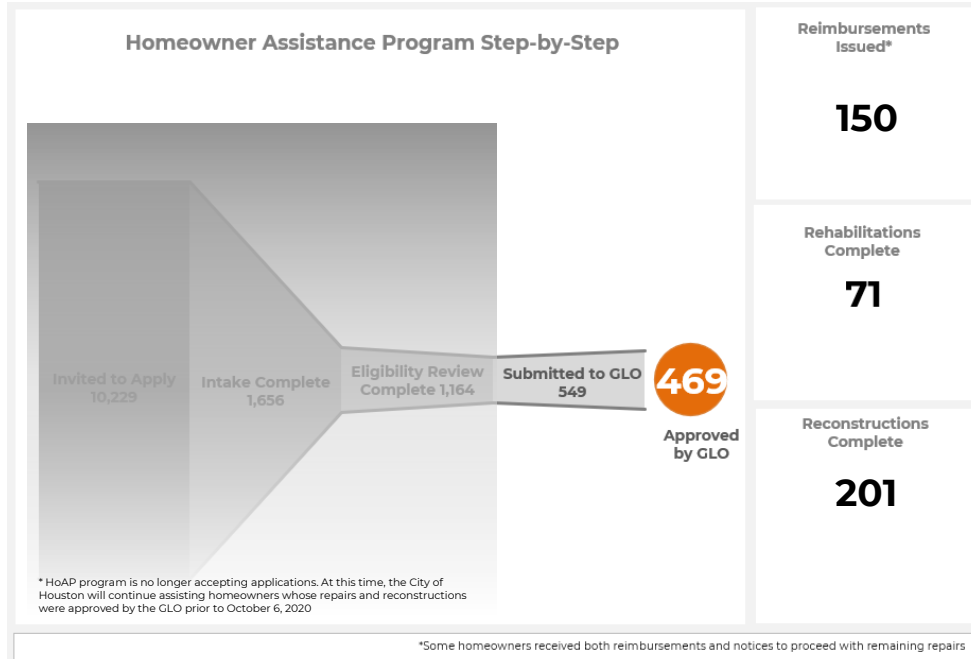 Homeowner Assistance Program Step-by-Step
Invited to Apply
10,229
Intake Complete
1,656
Eligibility Review
Complete 1,164
Submitted to GLO
549
469
Approved
by GLO
* HoAP program is no longer accepting applications. At this time, the City of
Houston will continue assisting homeowners whose repairs and reconstructions
were approved by the GLO prior to October 6, 2020
Reimbursements
Issued*
150
Rehabilitations
Complete
71
Reconstructions
Complete
201
*Some homeowners received both reimbursements and notices to proceed with remaining repairs